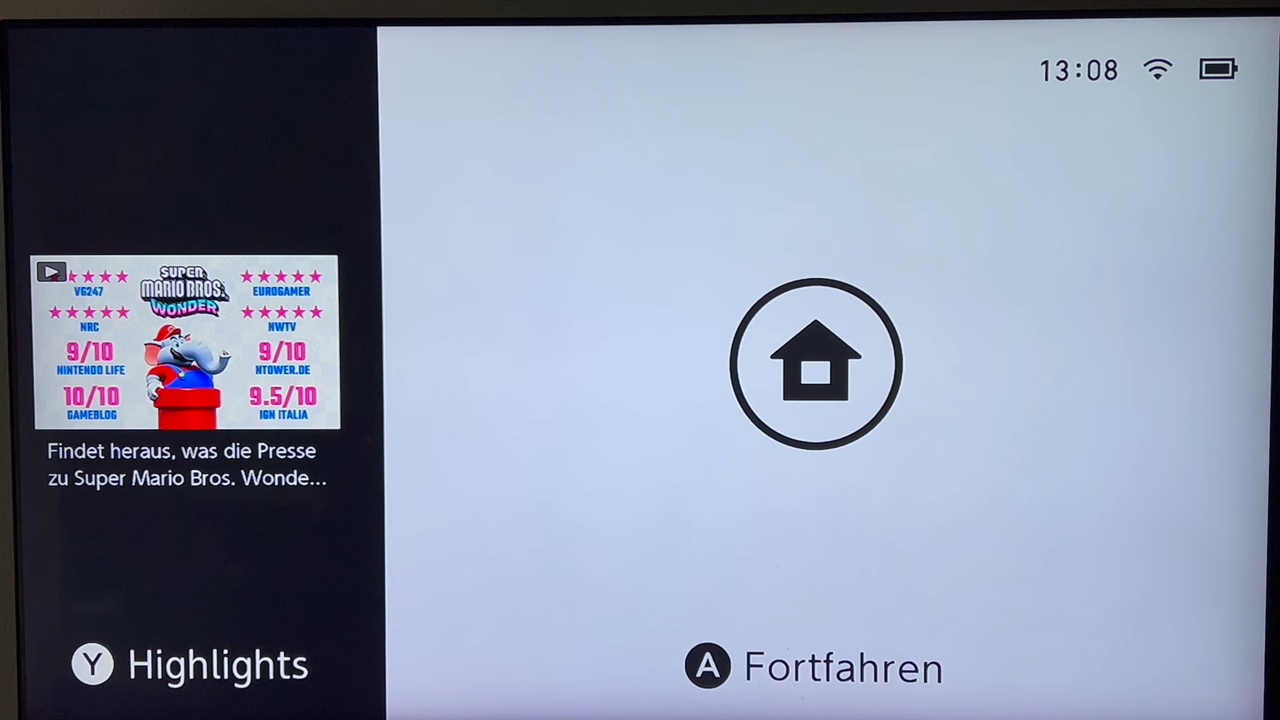 13:08
SUPER
MARIO BROS.
WONDER
VG247
EUROGAMER
NRC
NWTV
9/10
NINTENDO LIFE
9/10
NTOWER.DE
10/10
GAMEBLOG
9.5/10
IGN ITALIA
Findet heraus, was die Presse
zu Super Mario Bros. Wonde...
Y Highlights
A Fortfahren